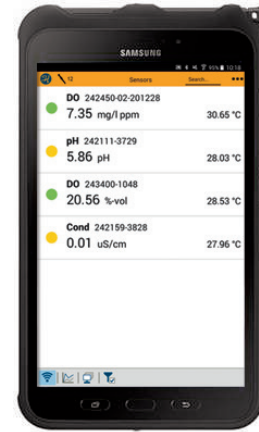 SAMSUNG
10:18
12 Sensors Search...
DO 242450-02-201228
7.35 mg/l ppm 30.65 °C
pH 242111-3729
5.86 pH 28.03 °C
DO 243400-1048
20.56 %-vol 28.53 °C
Cond 242159-3828
0.01 uS/cm 27.96 °C